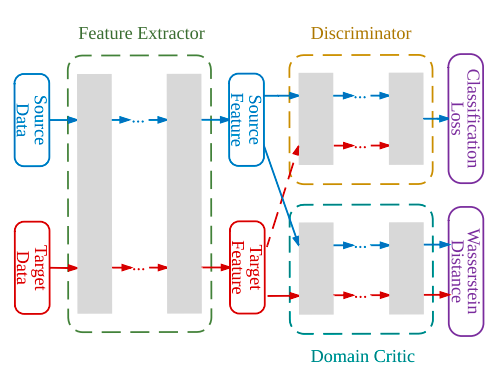 Feature Extractor
Discriminator
Source
Data
...
Source
Feature
...
...
Classification
Loss
Target
Data
...
Target
Feature
...
...
Wasserstein
Distance
Domain Critic